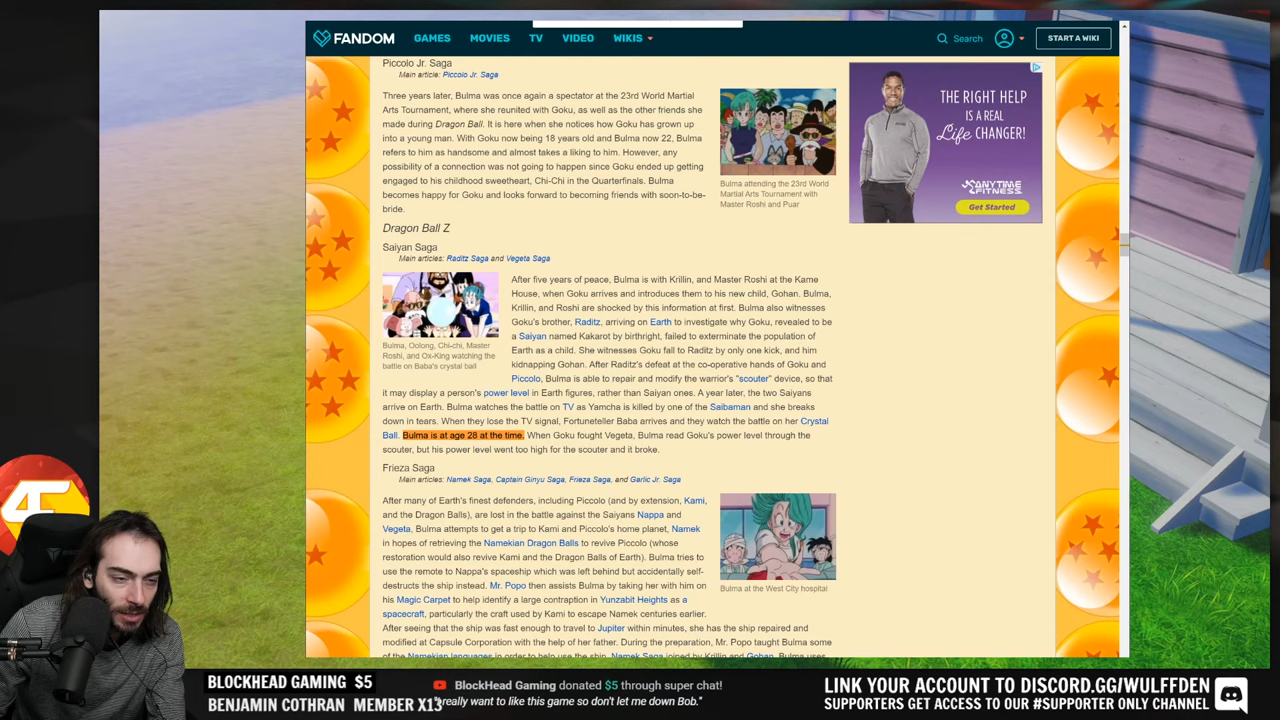 FANDOM
GAMES
MOVIES
TV
VIDEO
WIKIS
Search
START A WIKI
Piccolo Jr. Saga
Main article: Piccolo Jr. Saga
Three years later, Bulma was once again a spectator at the 23rd World Martial
Arts Tournament, where she reunited with Goku, as well as the other friends she
made during Dragon Ball. It is here when she notices how Goku has grown up
into a young man. With Goku now being 18 years old and Bulma now 22, Bulma
refers to him as handsome and almost takes a liking to him. However, any
possibility of a connection was not going to happen since Goku ended up getting
engaged to his childhood sweetheart, Chi-Chi in the Quarterfinals. Bulma
becomes happy for Goku and looks forward to becoming friends with soon-to-be-
bride.
Bulma attending the 23rd World
Martial Arts Tournament with
Master Roshi and Puar
THE RIGHT HELP
IS A REAL
Life CHANGER!
ANYTIME
FITNESS
Get Started
Dragon Ball Z
Saiyan Saga
Main articles: Raditz Saga and Vegeta Saga
After five years of peace, Bulma is with Krillin, and Master Roshi at the Kame
House, when Goku arrives and introduces them to his new child, Gohan. Bulma,
Krillin, and Roshi are shocked by this information at first. Bulma also witnesses
Goku's brother, Raditz, arriving on Earth to investigate why Goku, revealed to be
a Saiyan named Kakarot by birthright, failed to exterminate the population of
Earth as a child. She witnesses Goku fall to Raditz by only one kick, and him
kidnapping Gohan. After Raditz's defeat at the co-operative hands of Goku and
Piccolo, Bulma is able to repair and modify the warrior's "scouter" device, so that
it may display a person's power level in Earth figures, rather than Saiyan ones. A year later, the two Saiyans
arrive on Earth. Bulma watches the battle on TV as Yamcha is killed by one of the Saibaman and she breaks
down in tears. When they lose the TV signal, Fortuneteller Baba arrives and they watch the battle on her Crystal
Ball. Bulma is at age 28 at the time. When Goku fought Vegeta, Bulma read Goku's power level through the
scouter, but his power level went too high for the scouter and it broke.
Bulma, Oolong, Chi-chi, Master
Roshi, and Ox-King watching the
battle on Baba's crystal ball
Frieza Saga
Main articles: Namek Saga, Captain Ginyu Saga, Frieza Saga, and Garlic Jr. Saga
After many of Earth's finest defenders, including Piccolo (and by extension, Kami,
and the Dragon Balls), are lost in the battle against the Saiyans Nappa and
Vegeta, Bulma attempts to get a trip to Kami and Piccolo's home planet, Namek
in hopes of retrieving the Namekian Dragon Balls to revive Piccolo (whose
restoration would also revive Kami and the Dragon Balls of Earth). Bulma tries to
use the remote to Nappa's spaceship which was left behind but accidentally self-
destructs the ship instead. Mr. Popo then assists Bulma by taking her with him on
his Magic Carpet to help identify a large contraption in Yunzabit Heights as a
spacecraft, particularly the craft used by Kami to escape Namek centuries earlier.
After seeing that the ship was fast enough to travel to Jupiter within minutes, she has the ship repaired and
modified at Capsule Corporation with the help of her father. During the preparation, Mr. Popo taught Bulma some
of the Namekian languages in order to help use the ship. Namek Saga joined by Krillin and Gohan, Bulma uses
Bulma at the West City hospital
BLOCKHEAD GAMING $5
BENJAMIN COTHRAN MEMBER X13
BlockHead Gaming donated $5 through super chat!
really want to like this game so don't let me down Bob."
LINK YOUR ACCOUNT TO DISCORD.GG/WULFFDEN
SUPPORTERS GET ACCESS TO OUR #SUPPORTER ONLY CHANNEL